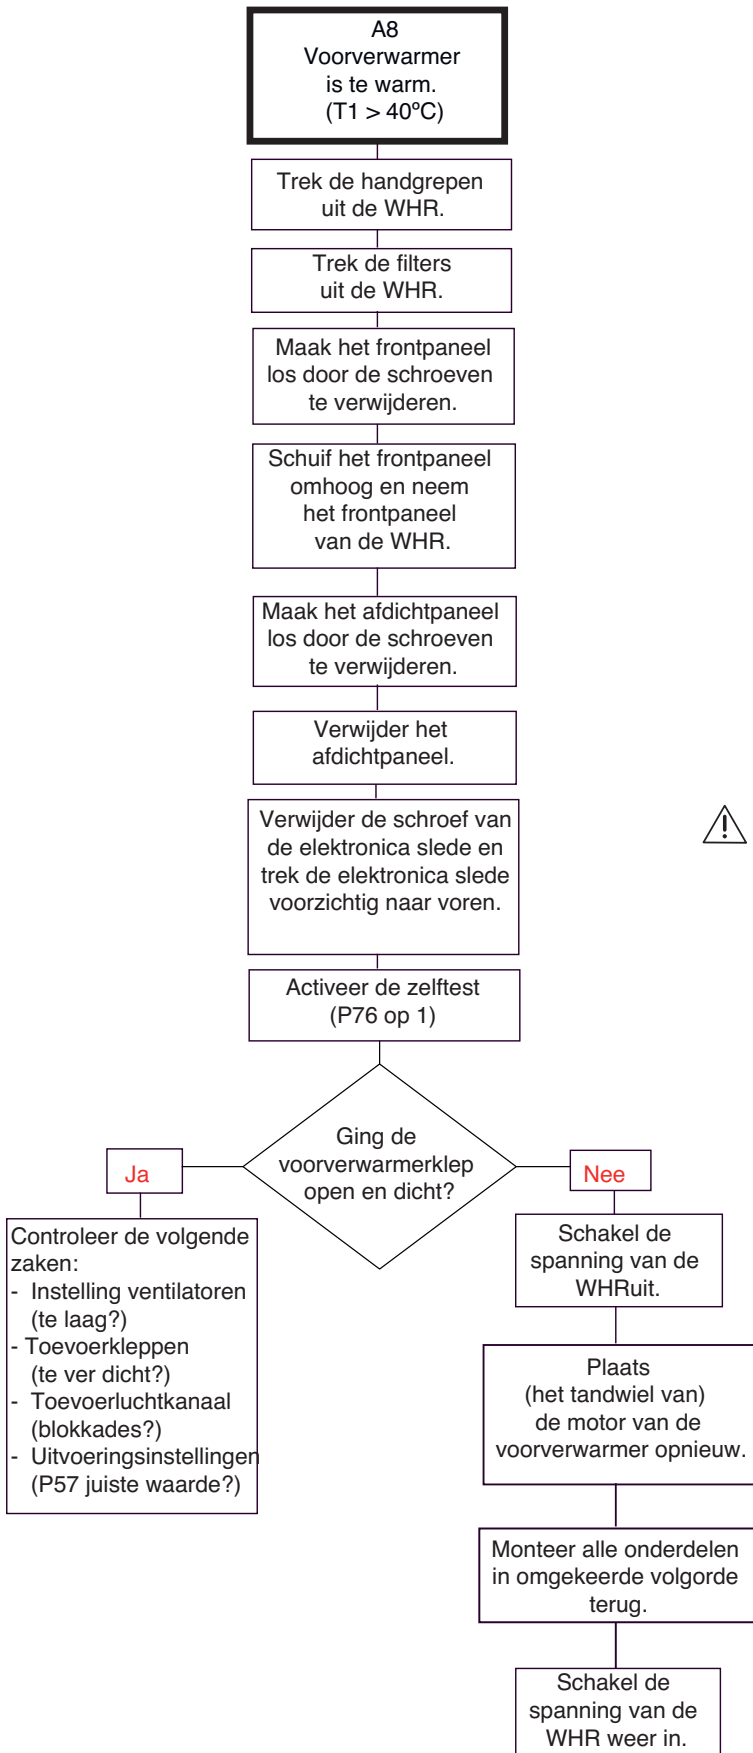 A8
Voorverwarmer
is te warm.
(T1 > 40ºC)
Trek de handgrepen
uit de WHR.
Trek de filters
uit de WHR.
Maak het frontpaneel
los door de schroeven
te verwijderen.
Schuif het frontpaneel
omhoog en neem
het frontpaneel
van de WHR.
Maak het afdichtpaneel
los door de schroeven
te verwijderen.
Verwijder het
afdichtpaneel.
Verwijder de schroef van
de elektronica slede en
trek de elektronica slede
voorzichtig naar voren.
Activeer de zelftest
(P76 op 1)
Ging de
voorverwarmerklep
open en dicht?
Ja
Controleer de volgende
zaken:
- Instelling ventilatoren
(te laag?)
- Toevoerkleppen
(te ver dicht?)
- Toevoerluchtkanaal
(blokkades?)
- Uitvoeringsinstellingen
(P57 juiste waarde?)
Nee
Schakel de
spanning van de
WHRuit.
Plaats
(het tandwiel van)
de motor van de
voorverwarmer opnieuw.
Monteer alle onderdelen
in omgekeerde volgorde
terug.
Schakel de
spanning van de
WHR weer in.